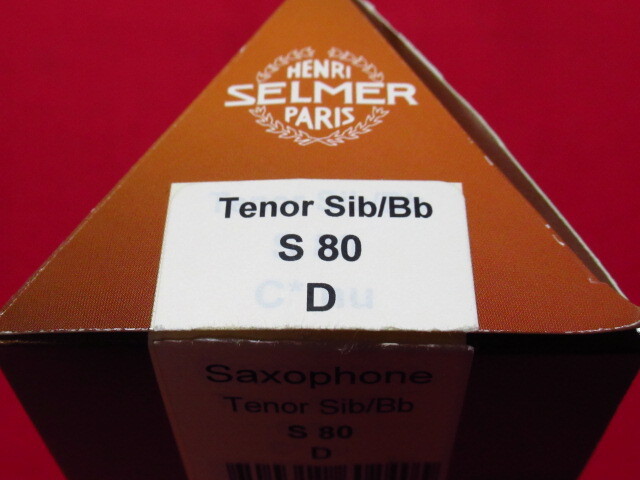 HENRI
SELMER
PARIS
Tenor Sib/Bb
S 80
D
Saxophone
Tenor Sib/Bb
S 80
D